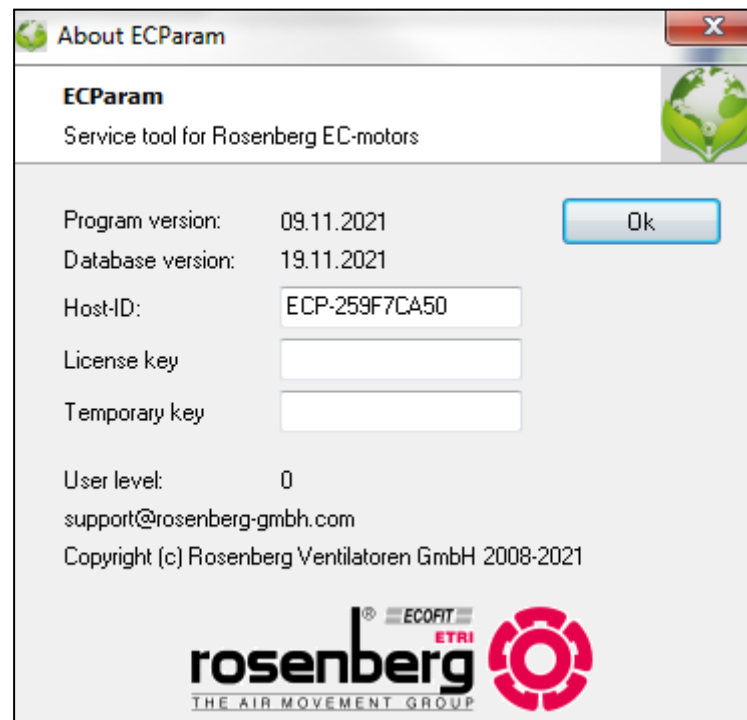 About ECParam
ECParam
Service tool for Rosenberg EC-motors
Program version: 09.11.2021
Ok
Database version: 19.11.2021
Host-ID: ECP-259F7CA50
License key
Temporary key
User level: 0
support@rosenberg-gmbh.com
Copyright (c) Rosenberg Ventilatoren GmbH 2008-2021
® ECOFIT
ETRI
rosenberg
THE AIR MOVEMENT GROUP